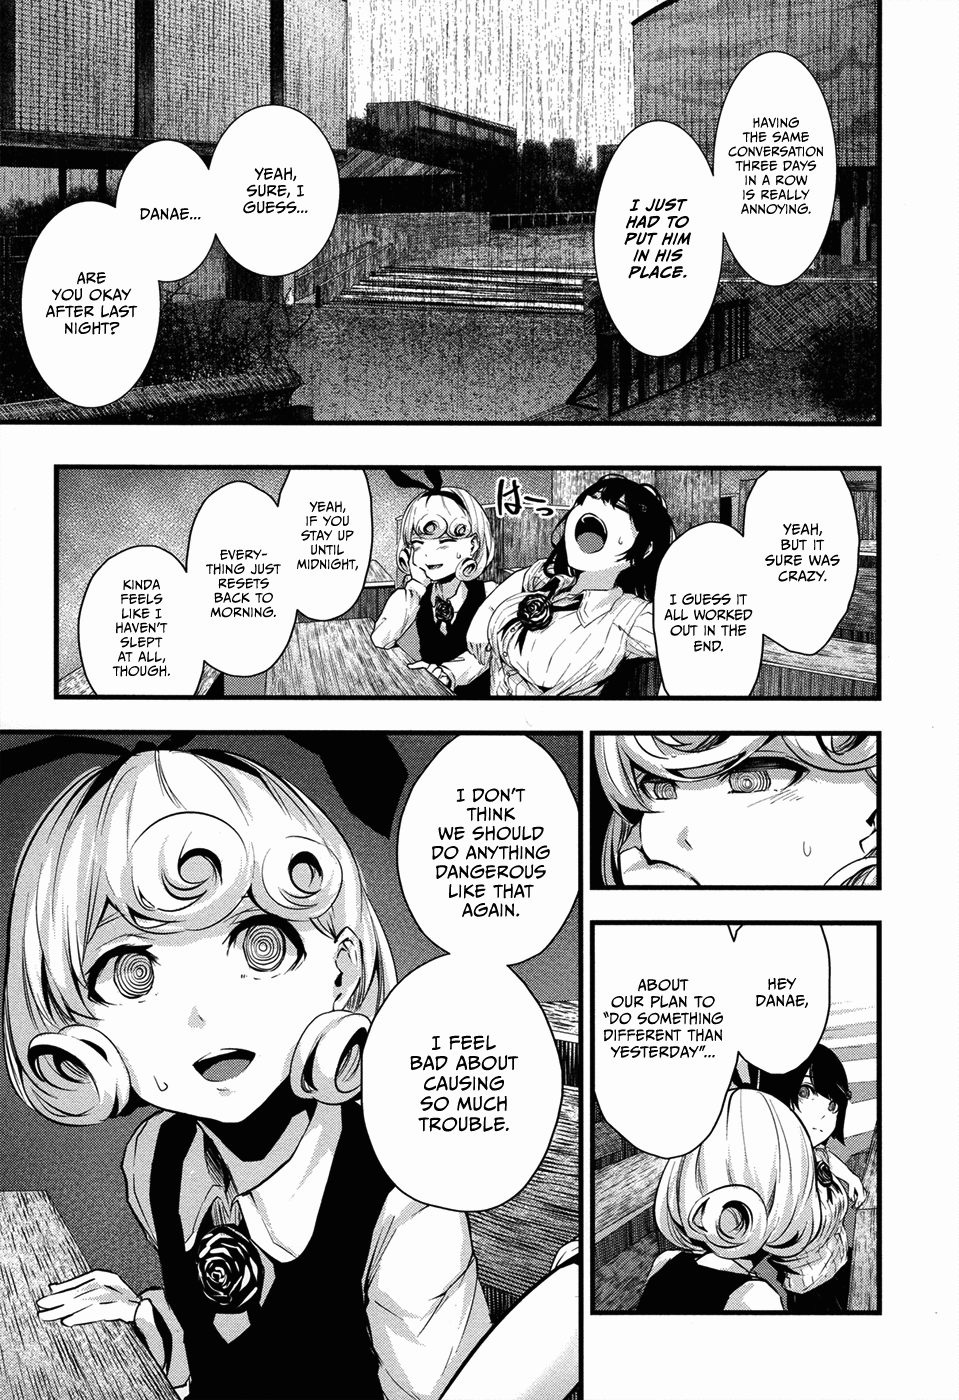 HAVING
THE SAME
CONVERSATION
THREE DAYS
IN A ROW
IS REALLY
ANNOYING.
I JUST
HAD TO
PUT HIM
IN HIS
PLACE.
YEAH,
SURE, I
GUESS...
DANAE...
ARE
YOU OKAY
AFTER LAST
NIGHT?
YEAH,
BUT IT
SURE WAS
CRAZY.
I GUESS IT
ALL WORKED
OUT IN THE
END.
はーっ
YEAH,
IF YOU
STAY UP
UNTIL
MIDNIGHT,
EVERY-
THING JUST
RESETS
BACK TO
MORNING.
KINDA
FEELS
LIKE I
HAVEN'T
SLEPT
AT ALL,
THOUGH.
HEY
DANAE,
ABOUT
OUR PLAN TO
"DO SOMETHING
DIFFERENT THAN
YESTERDAY"...
I DON'T
THINK
WE SHOULD
DO ANYTHING
DANGEROUS
LIKE THAT
AGAIN.
I FEEL
BAD ABOUT
CAUSING
SO MUCH
TROUBLE.